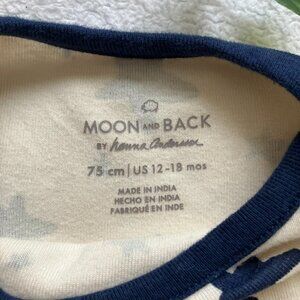 MOON AND BACK
BY hanna andersson
75 cm | US 12-18 mos
MADE IN INDIA
HECHO EN INDIA
FABRIQUÉ EN INDE